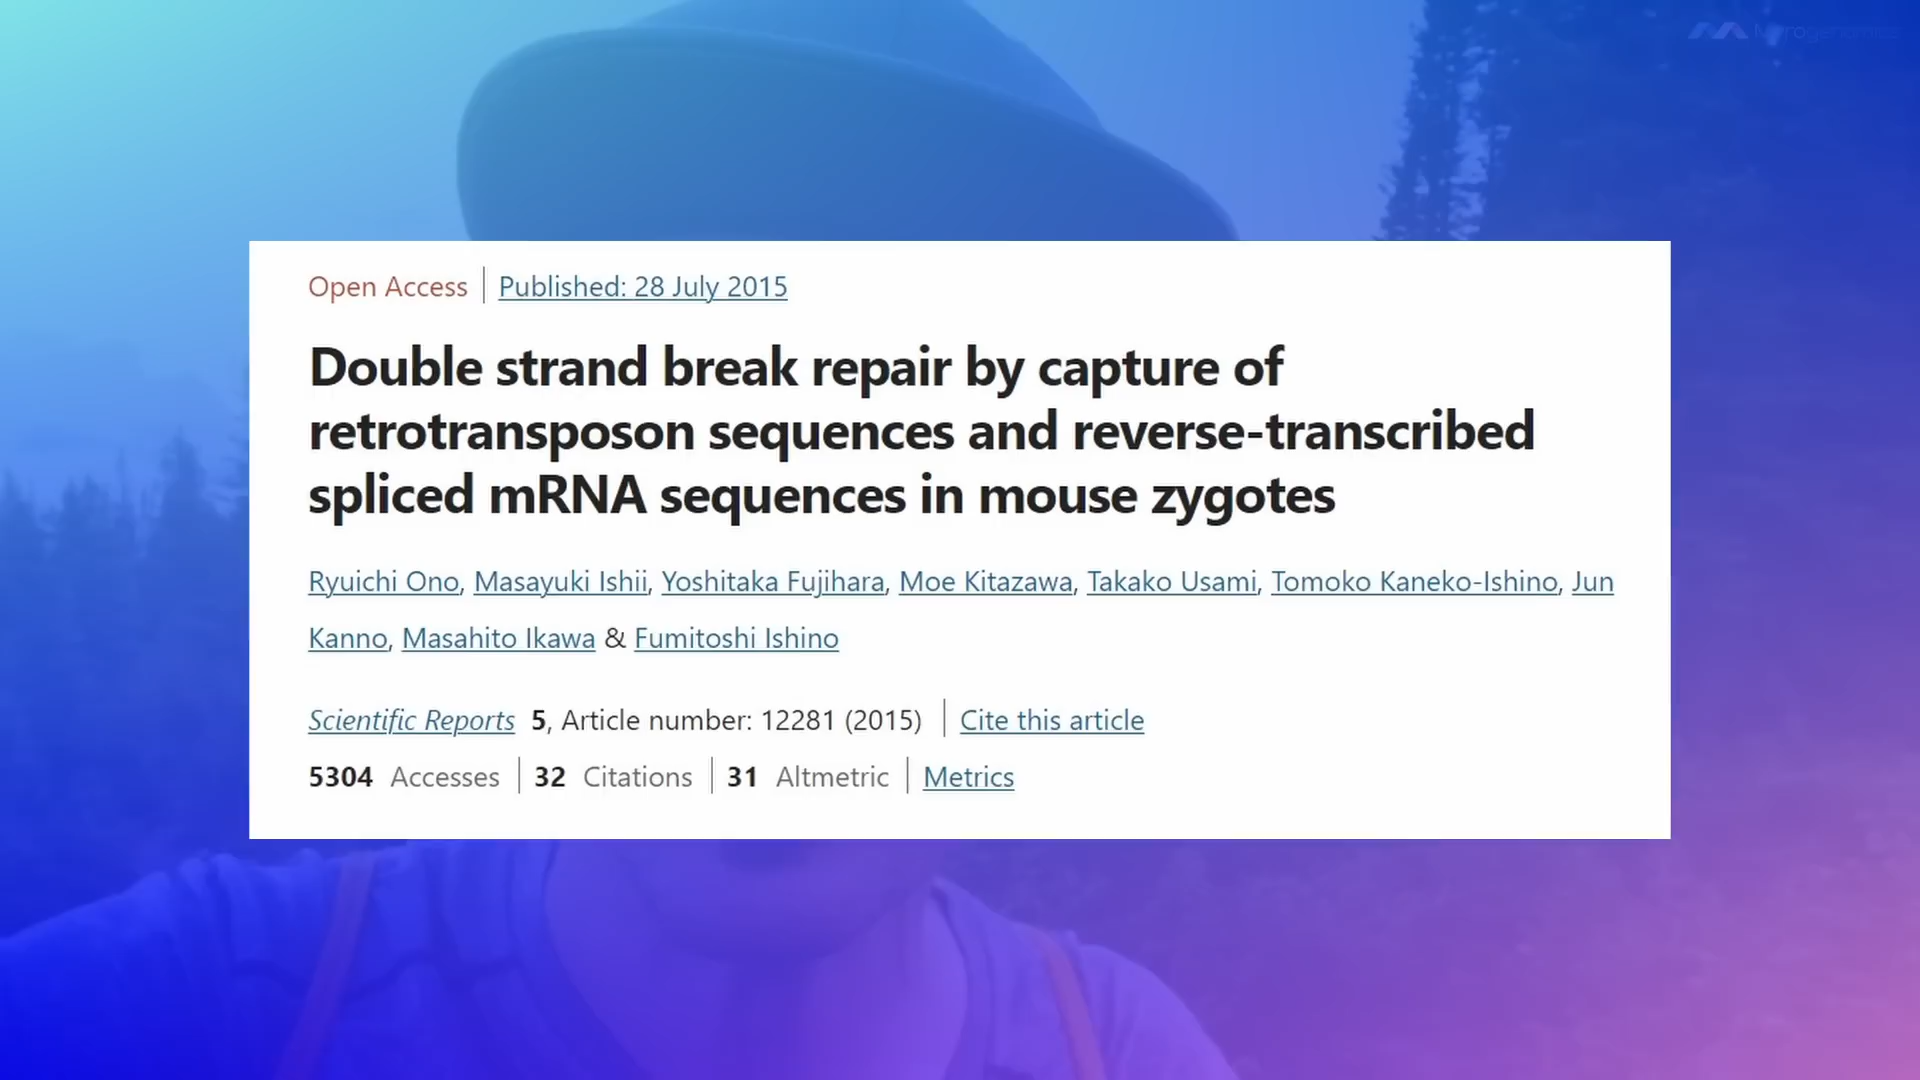 Open Access | Published: 28 July 2015
Double strand break repair by capture of
retrotransposon sequences and reverse-transcribed
spliced mRNA sequences in mouse zygotes
Ryuichi Ono, Masayuki Ishii, Yoshitaka Fujihara, Moe Kitazawa, Takako Usami, Tomoko Kaneko-Ishino, Jun
Kanno, Masahito Ikawa & Fumitoshi Ishino
Scientific Reports 5, Article number: 12281 (2015) | Cite this article
5304 Accesses | 32 Citations | 31 Altmetric | Metrics